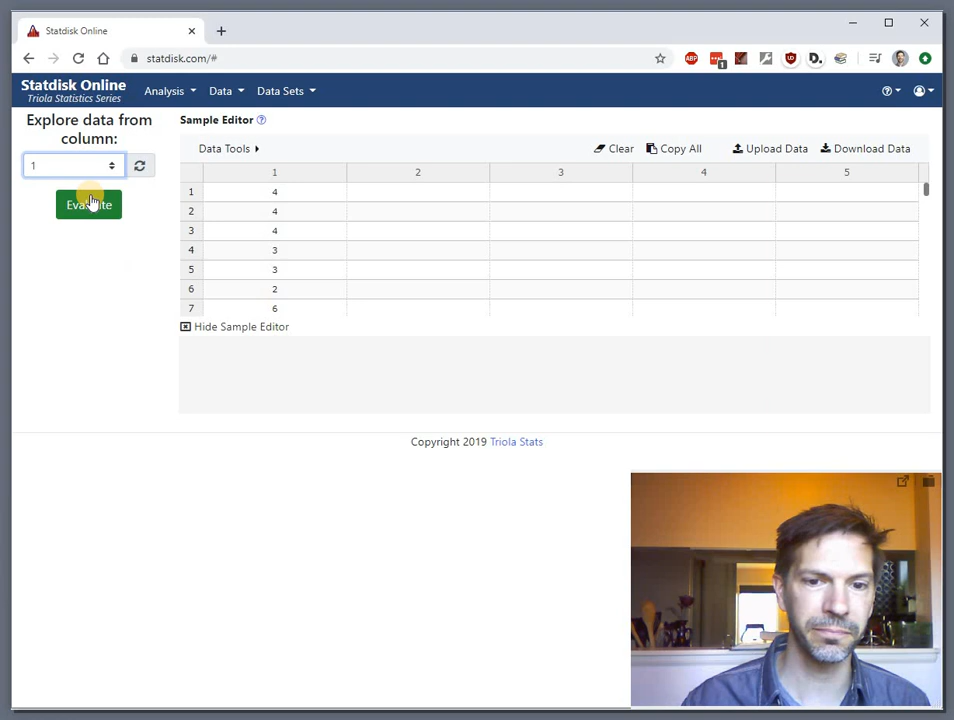 Statdisk Online
statdisk.com/#
1
Statdisk Online
Triola Statistics Series
Analysis Data Data Sets
Explore data from
column:
1
Evaluate
Sample Editor
Data Tools Clear Copy All Upload Data Download Data
1 2 3 4 5
1 4
2 4
3 4
4 3
5 3
6 2
7 6
Hide Sample Editor
Copyright 2019 Triola Stats